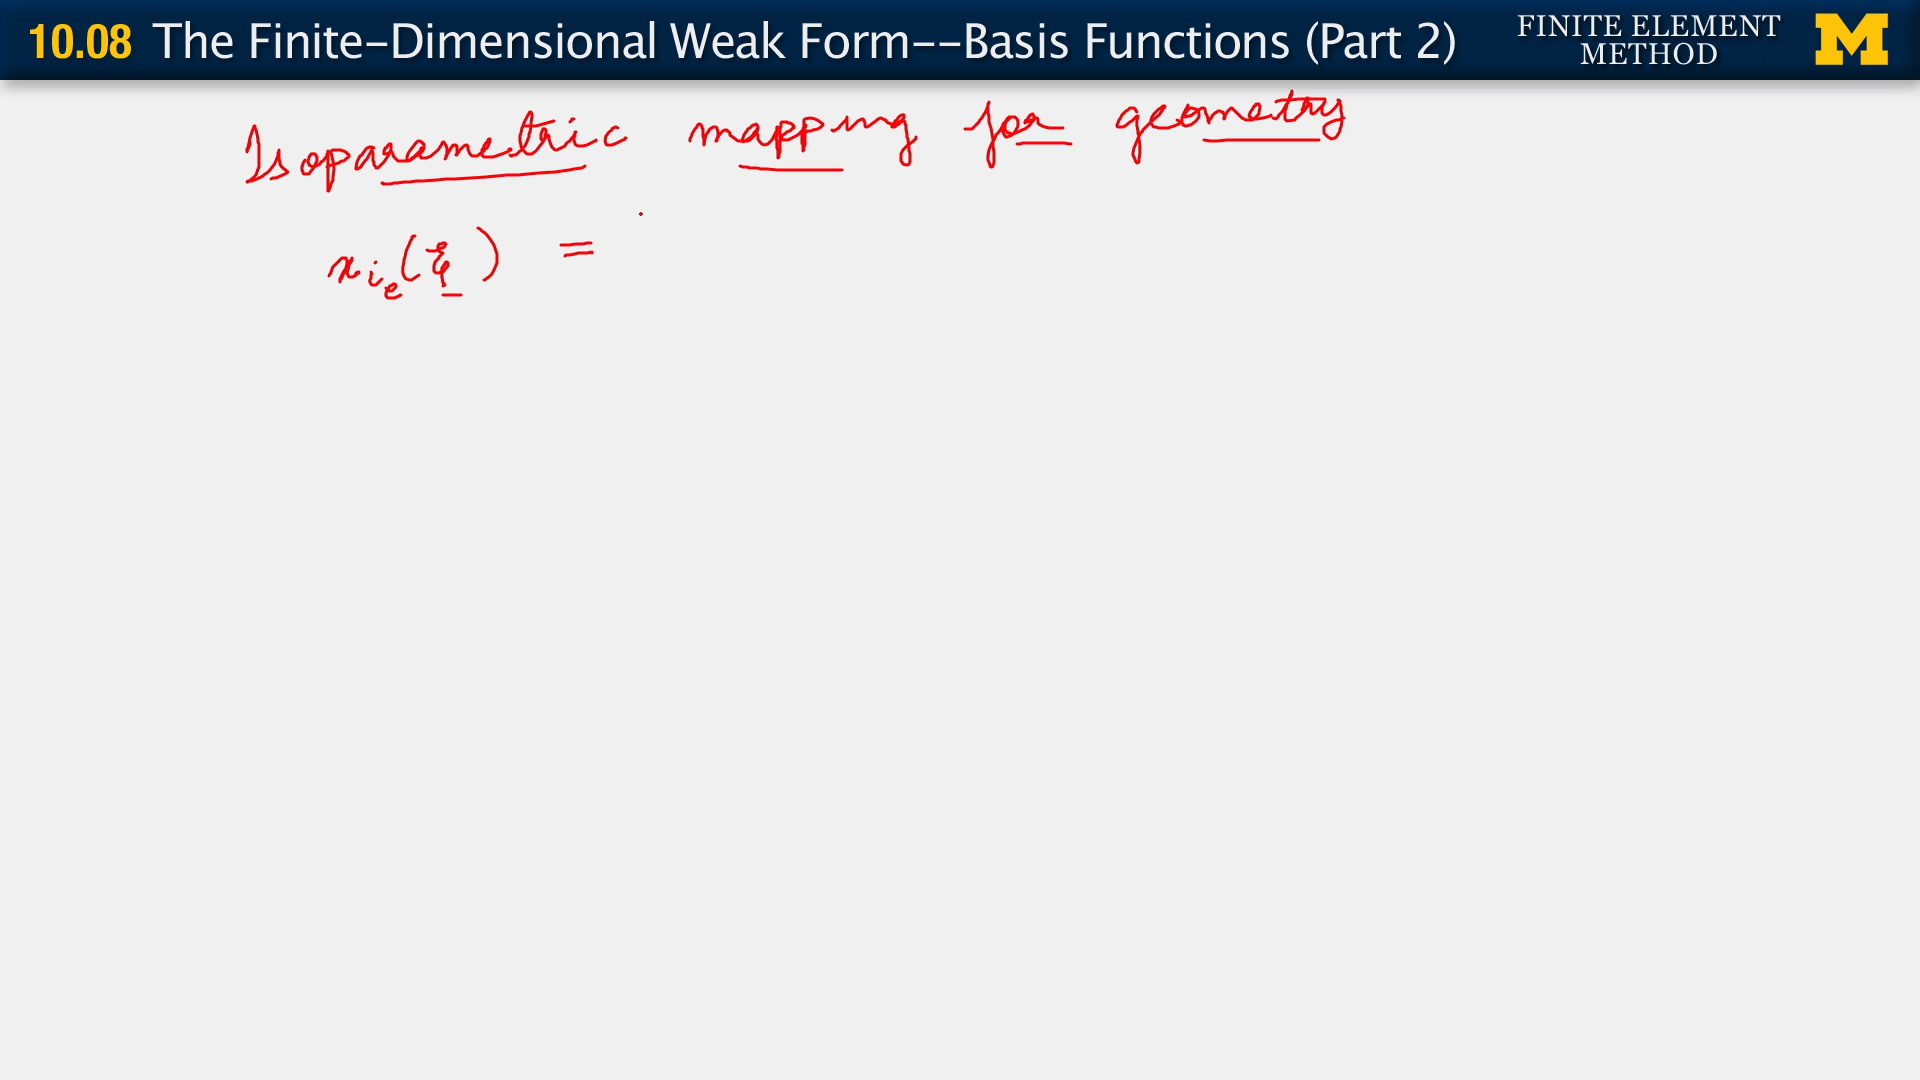 10.08 The Finite-Dimensional Weak Form--Basis Functions (Part 2)
FINITE ELEMENT
METHOD
M
Isoparametric mapping for geometry
x_{i_e}(ξ) =